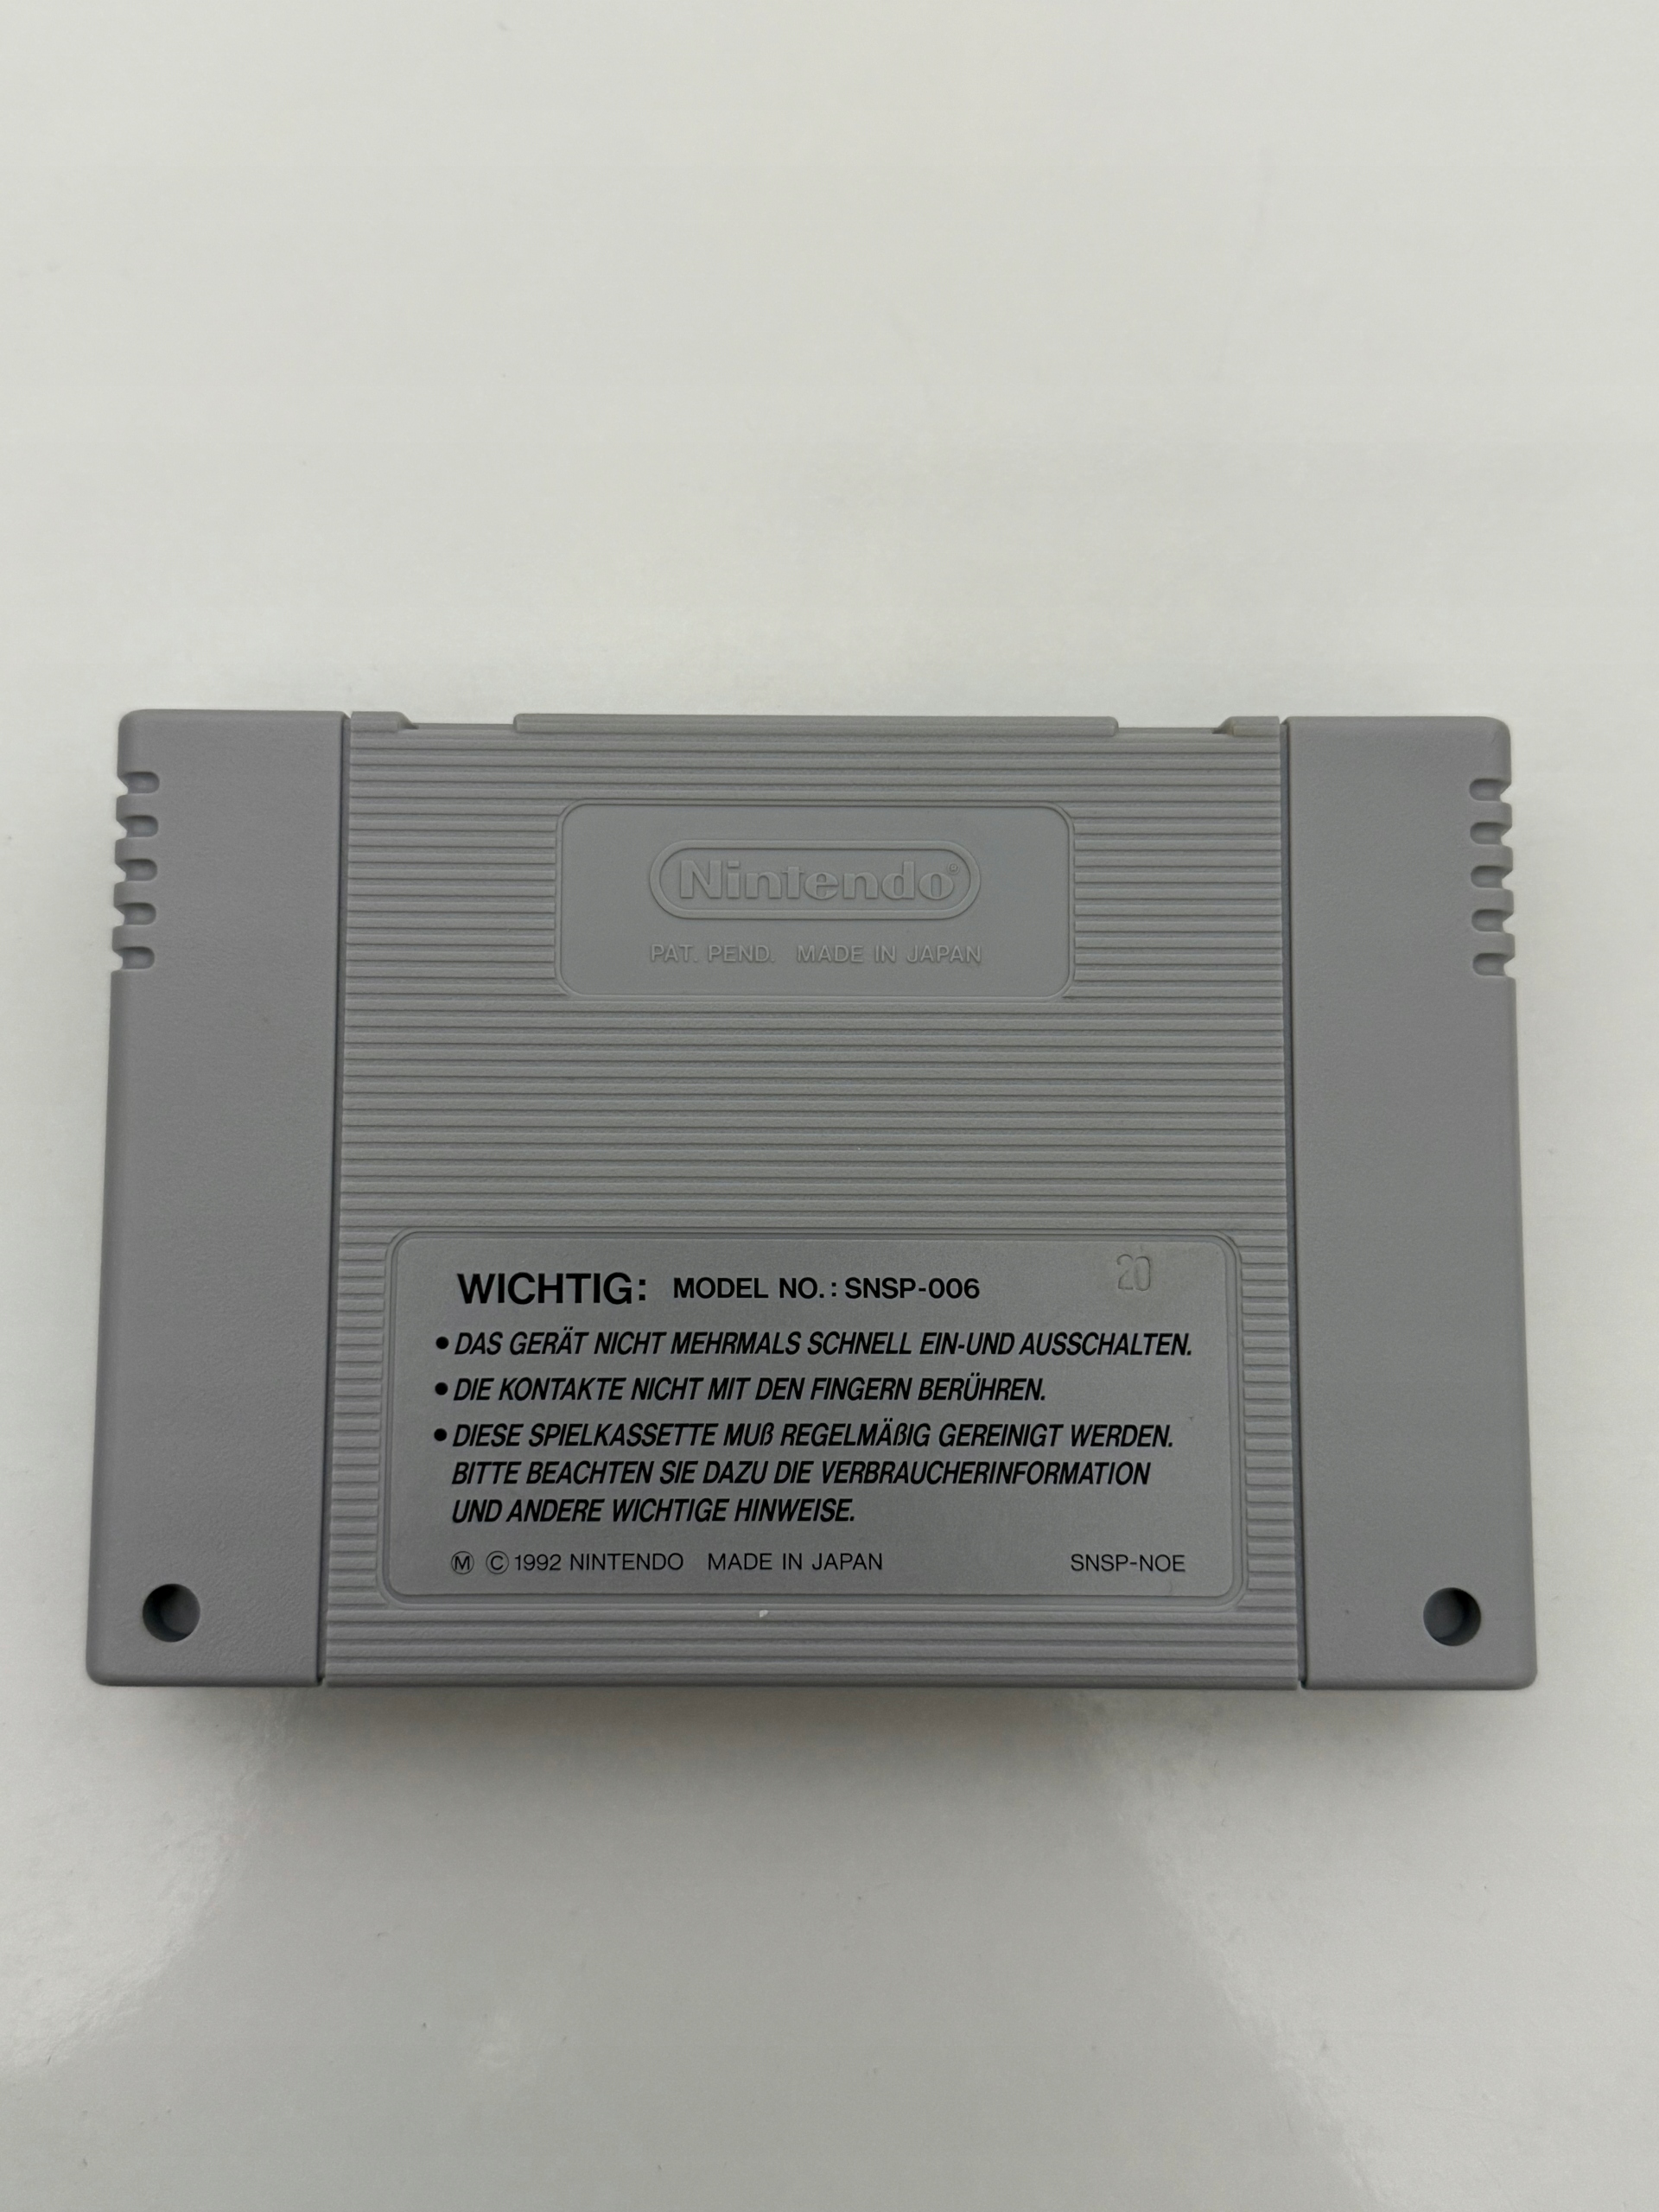 Nintendo®
PAT. PEND. MADE IN JAPAN
20
WICHTIG: MODEL NO.: SNSP-006
• DAS GERÄT NICHT MEHRMALS SCHNELL EIN-UND AUSSCHALTEN.
• DIE KONTAKTE NICHT MIT DEN FINGERN BERÜHREN.
• DIESE SPIELKASSETTE MUß REGELMÄßIG GEREINIGT WERDEN.
BITTE BEACHTEN SIE DAZU DIE VERBRAUCHERINFORMATION
UND ANDERE WICHTIGE HINWEISE.
Ⓜ © 1992 NINTENDO MADE IN JAPAN SNSP-NOE